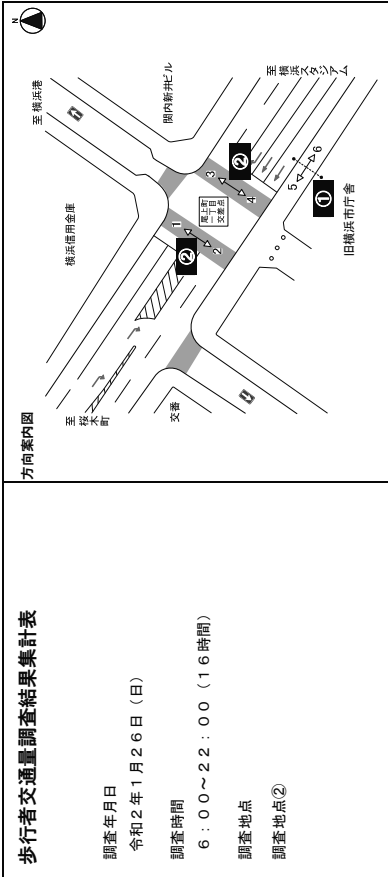 歩行者交通量調査結果集計表
調査年月日
令和２年１月２６日（日）
調査時間
６：００～２２：００（１６時間）
調査地点
調査地点②
方向案内図
至 横浜港
横浜信用金庫
関内新井ビル
至 桜木町
交番
尾上町
一丁目
交差点
至 横浜スタジアム
旧横浜市庁舎
②
②
①
1
2
3
4
5
6